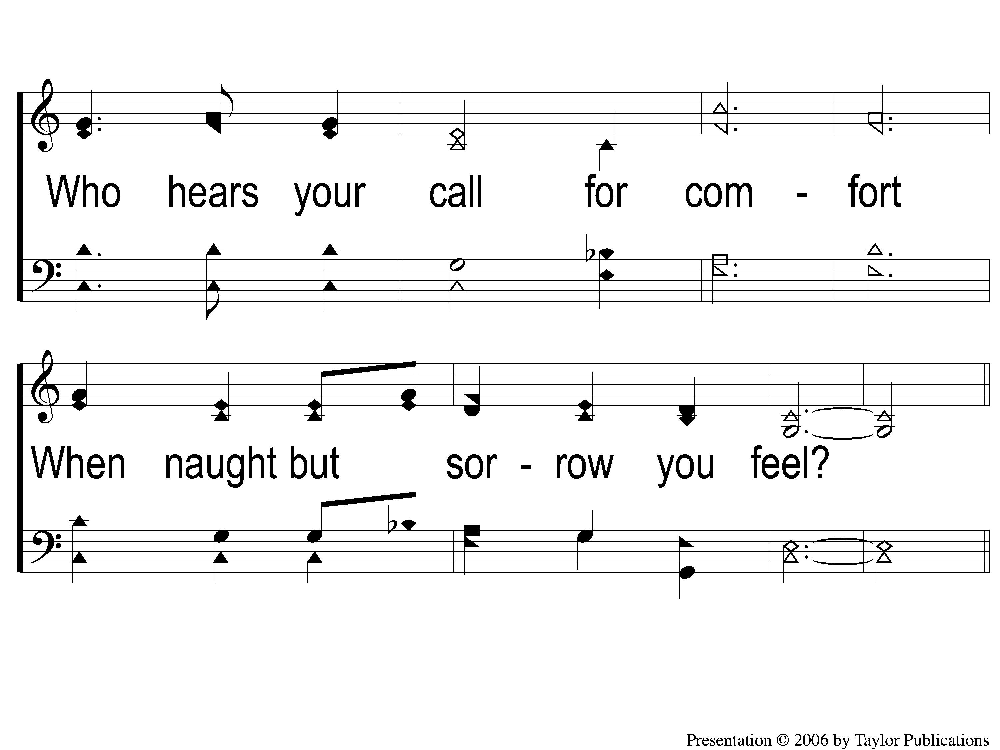 Who hears your call for com - fort
When naught but sor - row you feel?
Presentation © 2006 by Taylor Publications